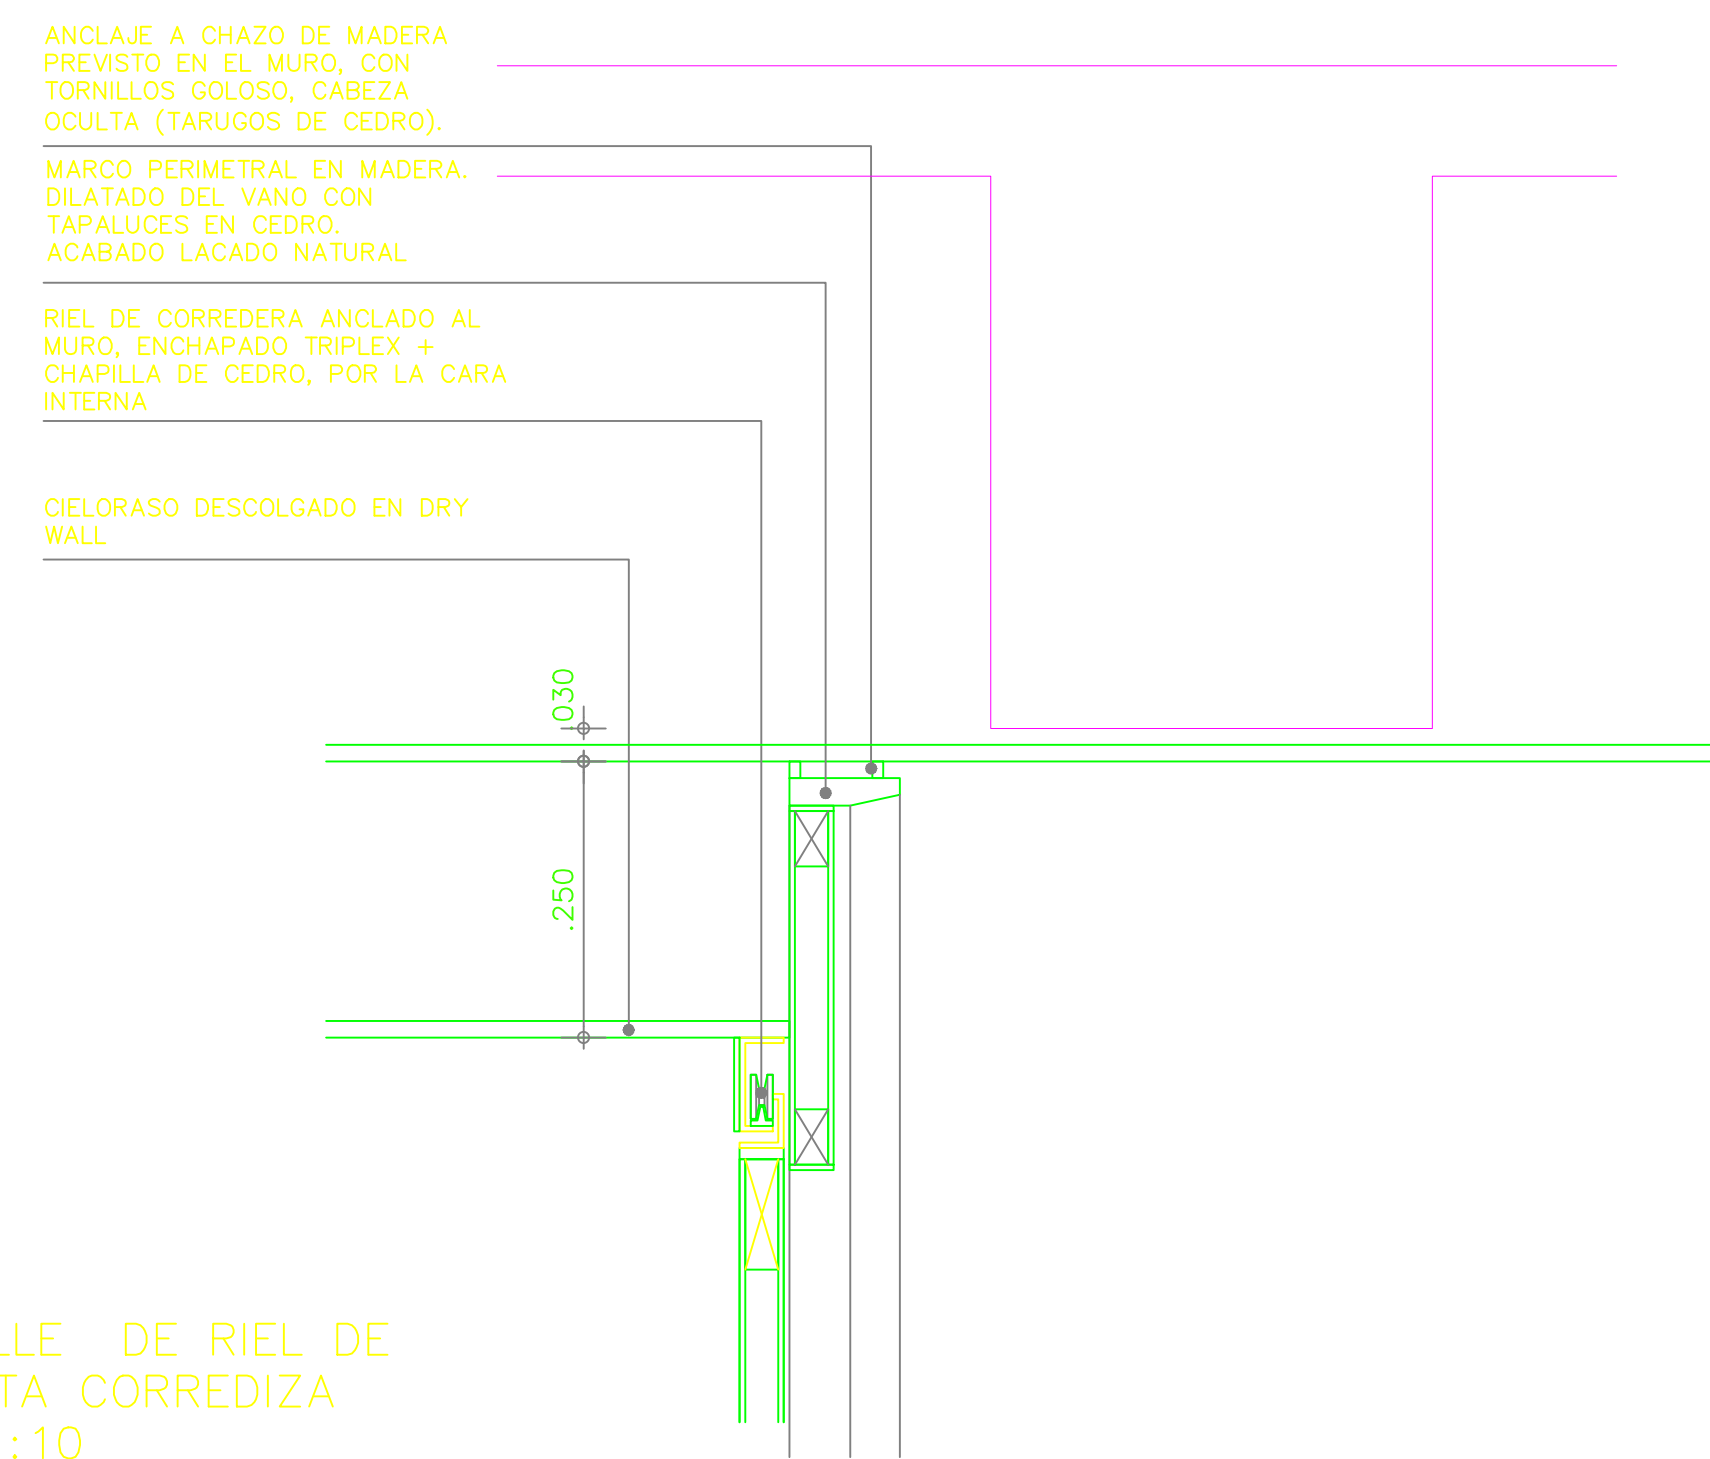 ANCLAJE A CHAZO DE MADERA
PREVISTO EN EL MURO, CON
TORNILLOS GOLOSO, CABEZA
OCULTA (TARUGOS DE CEDRO).
MARCO PERIMETRAL EN MADERA.
DILATADO DEL VANO CON
TAPALUCES EN CEDRO.
ACABADO LACADO NATURAL
RIEL DE CORREDERA ANCLADO AL
MURO, ENCHAPADO TRIPLEX +
CHAPILLA DE CEDRO, POR LA CARA
INTERNA
CIELORASO DESCOLGADO EN DRY
WALL
.030
.250
LLE DE RIEL DE
TA CORREDIZA
:10